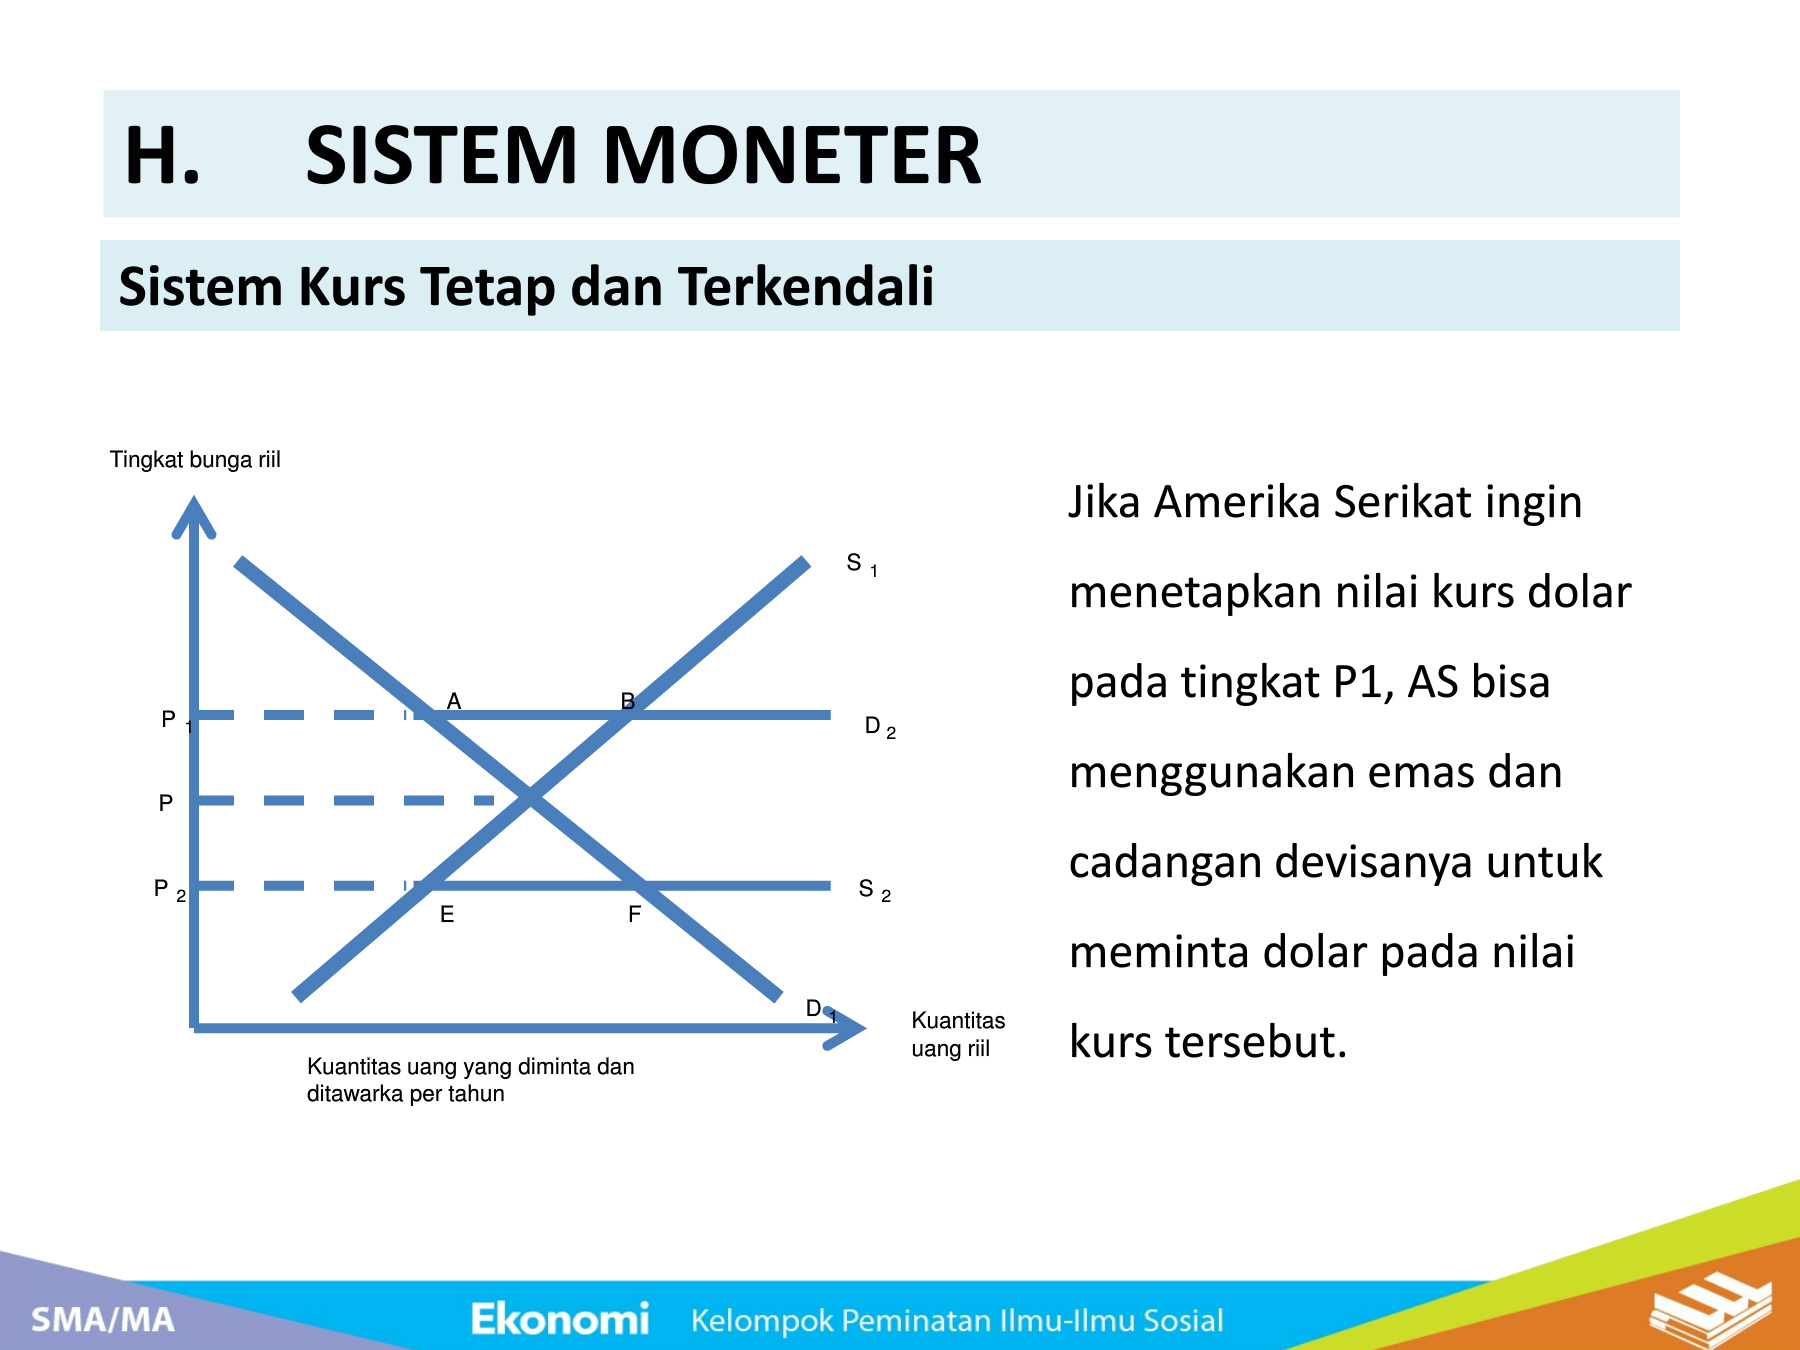 H. SISTEM MONETER
Sistem Kurs Tetap dan Terkendali
Tingkat bunga riil
S 1
A
B
P 1
D 2
P
P 2
S 2
E
F
D 1
Kuantitas
uang riil
Kuantitas uang yang diminta dan
ditawarka per tahun
Jika Amerika Serikat ingin
menetapkan nilai kurs dolar
pada tingkat P1, AS bisa
menggunakan emas dan
cadangan devisanya untuk
meminta dolar pada nilai
kurs tersebut.
SMA/MA
Ekonomi Kelompok Peminatan Ilmu-Ilmu Sosial